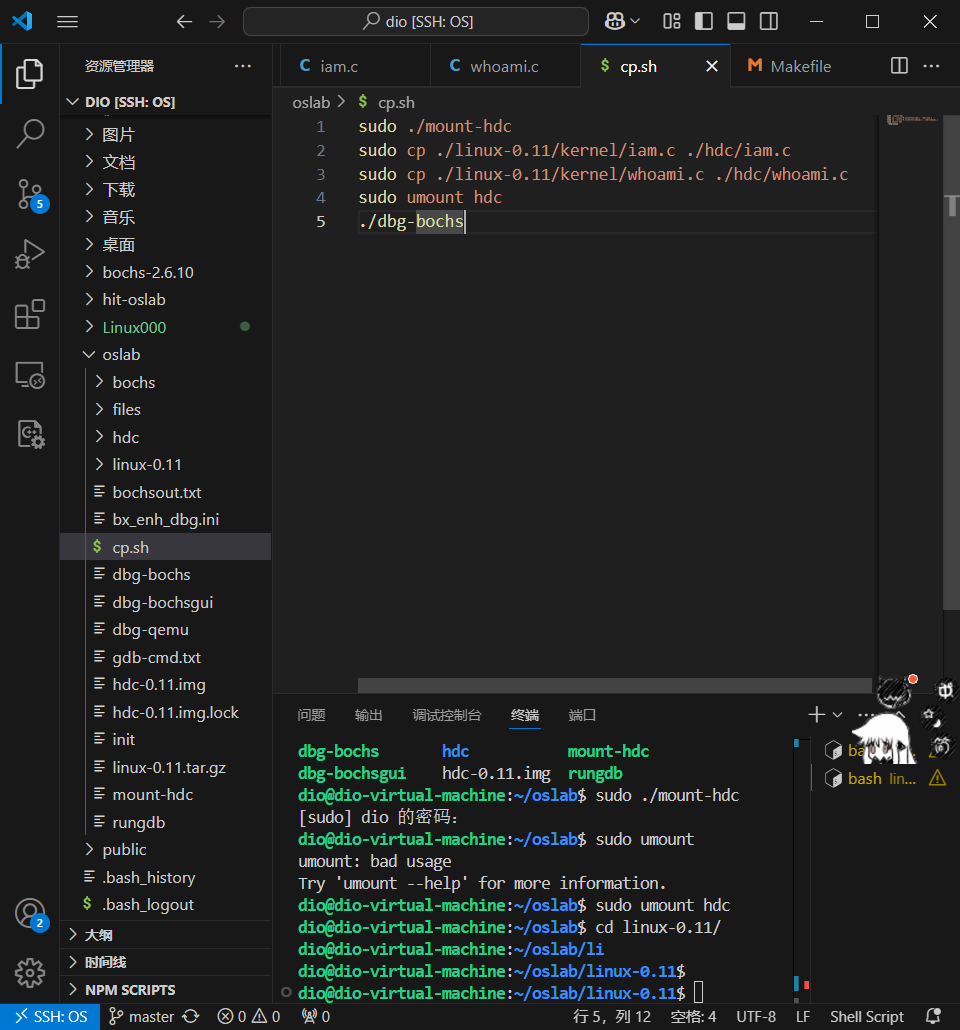 dio [SSH: OS]
资源管理器
DIO [SSH: OS]
图片
文档
下载
音乐
桌面
bochs-2.6.10
hit-oslab
Linux000
oslab
bochs
files
hdc
linux-0.11
bochsout.txt
bx_enh_dbg.ini
cp.sh
dbg-bochs
dbg-bochsgui
dbg-qemu
gdb-cmd.txt
hdc-0.11.img
hdc-0.11.img.lock
init
linux-0.11.tar.gz
mount-hdc
rungdb
public
.bash_history
.bash_logout
大纲
时间线
NPM SCRIPTS
5
2
C iam.c
C whoami.c
$ cp.sh
M Makefile
oslab > $ cp.sh
1 sudo ./mount-hdc
2 sudo cp ./linux-0.11/kernel/iam.c ./hdc/iam.c
3 sudo cp ./linux-0.11/kernel/whoami.c ./hdc/whoami.c
4 sudo umount hdc
5 ./dbg-bochs
问题 输出 调试控制台 终端 端口
dbg-bochs hdc mount-hdc
dbg-bochsgui hdc-0.11.img rungdb
dio@dio-virtual-machine:~/oslab$ sudo ./mount-hdc
[sudo] dio 的密码：
dio@dio-virtual-machine:~/oslab$ sudo umount
umount: bad usage
Try 'umount --help' for more information.
dio@dio-virtual-machine:~/oslab$ sudo umount hdc
dio@dio-virtual-machine:~/oslab$ cd linux-0.11/
dio@dio-virtual-machine:~/oslab/li
dio@dio-virtual-machine:~/oslab/linux-0.11$
dio@dio-virtual-machine:~/oslab/linux-0.11$
bash lin...
SSH: OS master 0 0 0 行 5，列 12 空格: 4 UTF-8 LF Shell Script